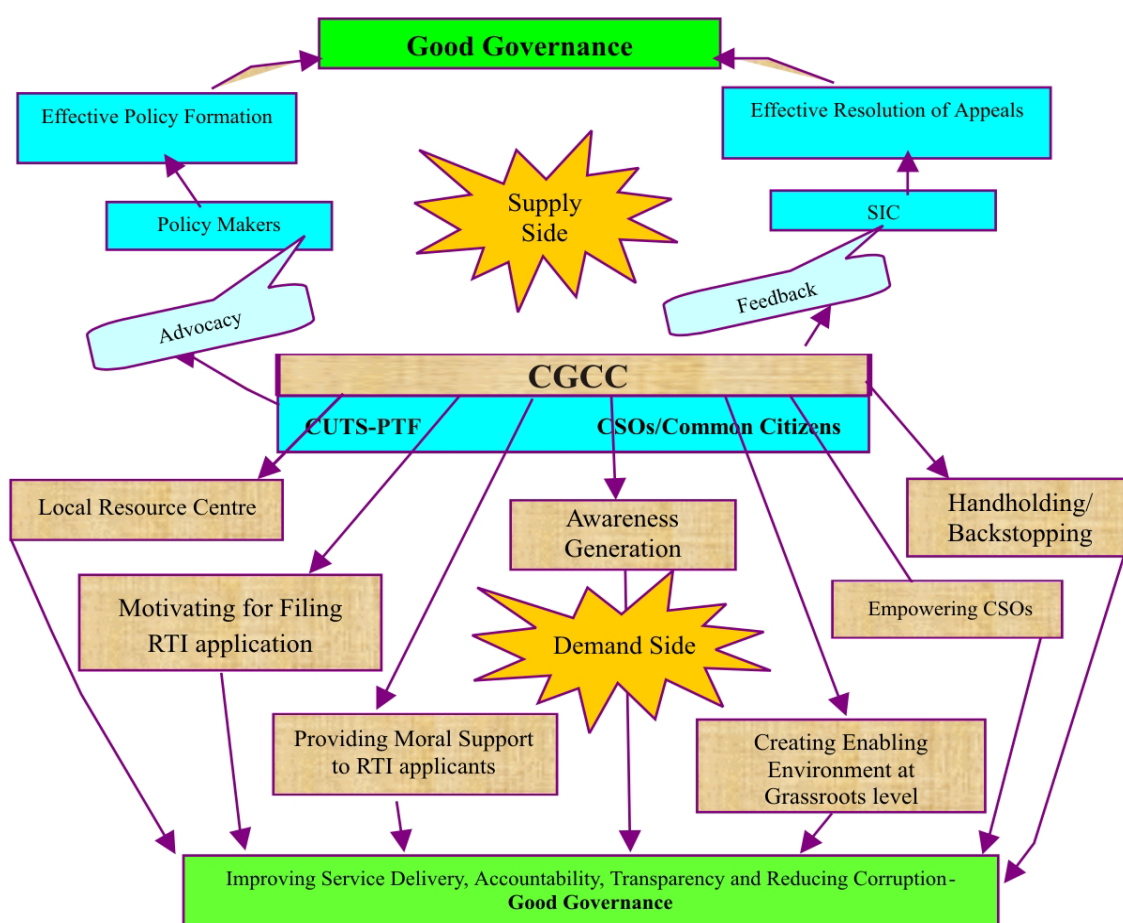 Good Governance
Effective Policy Formation
Effective Resolution of Appeals
Supply
Side
Policy Makers
SIC
Advocacy
Feedback
CGCC
CUTS-PTF
CSOs/Common Citizens
Local Resource Centre
Awareness
Generation
Handholding/
Backstopping
Motivating for Filing
RTI application
Empowering CSOs
Demand Side
Providing Moral Support
to RTI applicants
Creating Enabling
Environment at
Grassroots level
Improving Service Delivery, Accountability, Transparency and Reducing Corruption-
Good Governance